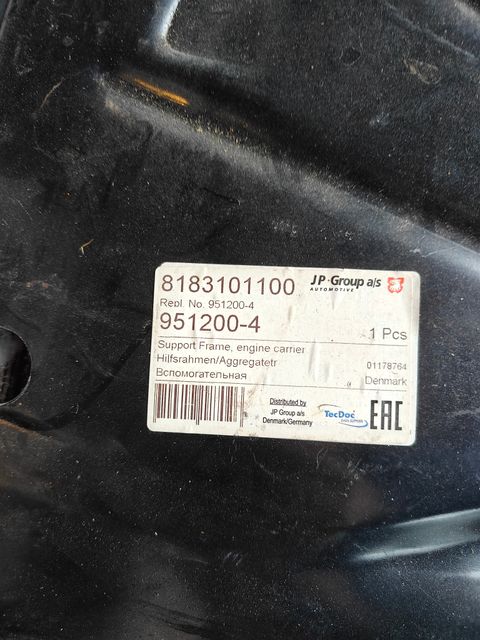 8183101100
JP-Group a/s
AUTOMOTIVE
Repl. No. 951200-4
951200-4
1 Pcs
Support Frame, engine carrier
Hilfsrahmen/Aggregatetr
01178764
Вспомогательная
Denmark
Distributed by
JP Group a/s
Denmark/Germany
TecDoc
EAC